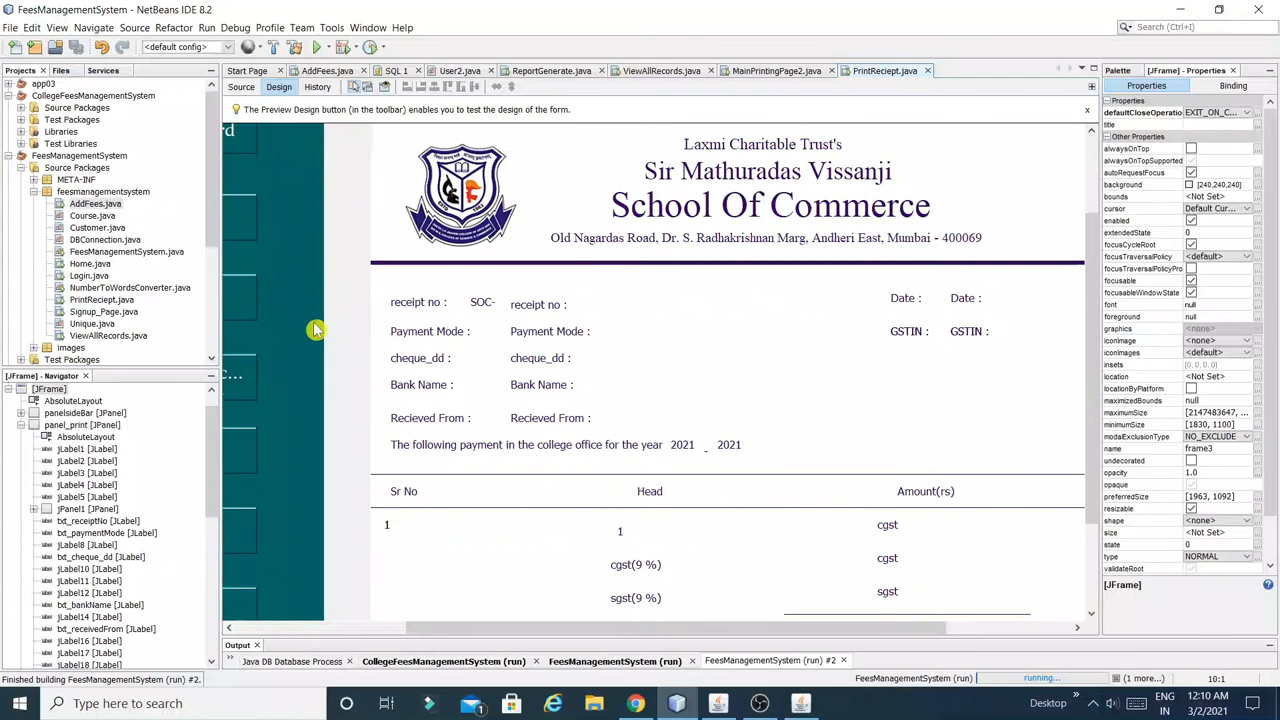 FeesManagementSystem - NetBeans IDE 8.2
File Edit View Navigate Source Refactor Run Debug Profile Team Tools Window Help
Search (Ctrl+I)
<default config>
Projects Files Services
Start Page AddFees.java SQL 1 User2.java ReportGenerate.java ViewAllRecords.java MainPrintingPage2.java PrintReciept.java
Palette [JFrame] - Properties
Source Design History
Properties Binding
The Preview Design button (in the toolbar) enables you to test the design of the form.
app03
CollegeFeesManagementSystem
Source Packages
Test Packages
Libraries
Test Libraries
FeesManagementSystem
Source Packages
META-INF
feesmanagementsystem
AddFees.java
Course.java
Customer.java
DBConnection.java
FeesManagementSystem.java
Home.java
Login.java
NumberToWordsConverter.java
PrintReciept.java
Signup_Page.java
Unique.java
ViewAllRecords.java
images
Test Packages
[JFrame] - Navigator
[JFrame]
AbsoluteLayout
panelsideBar [JPanel]
panel_print [JPanel]
AbsoluteLayout
jLabel1 [JLabel]
jLabel2 [JLabel]
jLabel3 [JLabel]
jLabel4 [JLabel]
jLabel5 [JLabel]
jPanel1 [JPanel]
txt_receiptNo [JLabel]
txt_paymentMode [JLabel]
jLabel8 [JLabel]
txt_cheque_dd [JLabel]
jLabel10 [JLabel]
jLabel11 [JLabel]
jLabel12 [JLabel]
txt_bankName [JLabel]
jLabel14 [JLabel]
txt_receivedFrom [JLabel]
jLabel16 [JLabel]
jLabel17 [JLabel]
jLabel18 [JLabel]
rd
c...
Laxmi Charitable Trust's
Sir Mathuradas Vissanji
School Of Commerce
Old Nagardas Road, Dr. S. Radhakrishnan Marg, Andheri East, Mumbai - 400069
receipt no : SOC- receipt no : Date : Date :
Payment Mode : Payment Mode : GSTIN : GSTIN :
cheque_dd : cheque_dd :
Bank Name : Bank Name :
Recieved From : Recieved From :
The following payment in the college office for the year 2021 _ 2021
Sr No Head Amount(rs)
1 1 cgst
cgst(9 %) cgst
sgst(9 %) sgst
Properties
defaultCloseOperatio EXIT_ON_C...
title
Other Properties
alwaysOnTop
alwaysOnTopSupported
autoRequestFocus
background [240,240,240]
bounds <Not Set>
cursor Default Cur...
enabled
extendedState 0
focusCycleRoot
focusTraversalPolicy <default>
focusTraversalPolicyPro
focusable
focusableWindowState
font null
foreground null
graphics <none>
iconImage <none>
iconImages <default>
insets [0, 0, 0, 0]
location <Not Set>
locationByPlatform
maximizedBounds null
maximumSize [2147483647, ...
minimumSize [1830, 1100]
modalExclusionType NO_EXCLUDE
name frame3
opacity 1.0
opaque
preferredSize [1963, 1092]
resizable
shape <none>
size <Not Set>
state 0
type NORMAL
undecorated
validateRoot
[JFrame]
Output
Java DB Database Process CollegeFeesManagementSystem (run) FeesManagementSystem (run) FeesManagementSystem (run) #2
Finished building FeesManagementSystem (run) #2.
FeesManagementSystem (run) running... (1 more...) 10:1
Type here to search
1
Desktop
ENG
IN
12:10 AM
3/2/2021